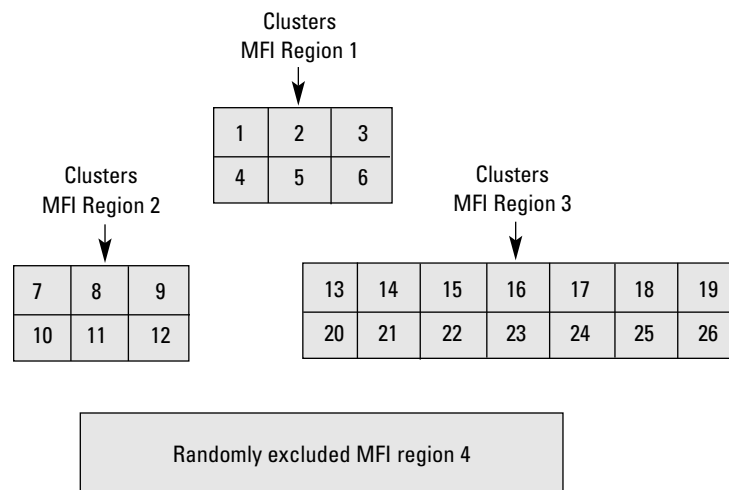 Clusters
MFI Region 1
1 2 3
4 5 6
Clusters
MFI Region 2
7 8 9
10 11 12
Clusters
MFI Region 3
13 14 15 16 17 18 19
20 21 22 23 24 25 26
Randomly excluded MFI region 4